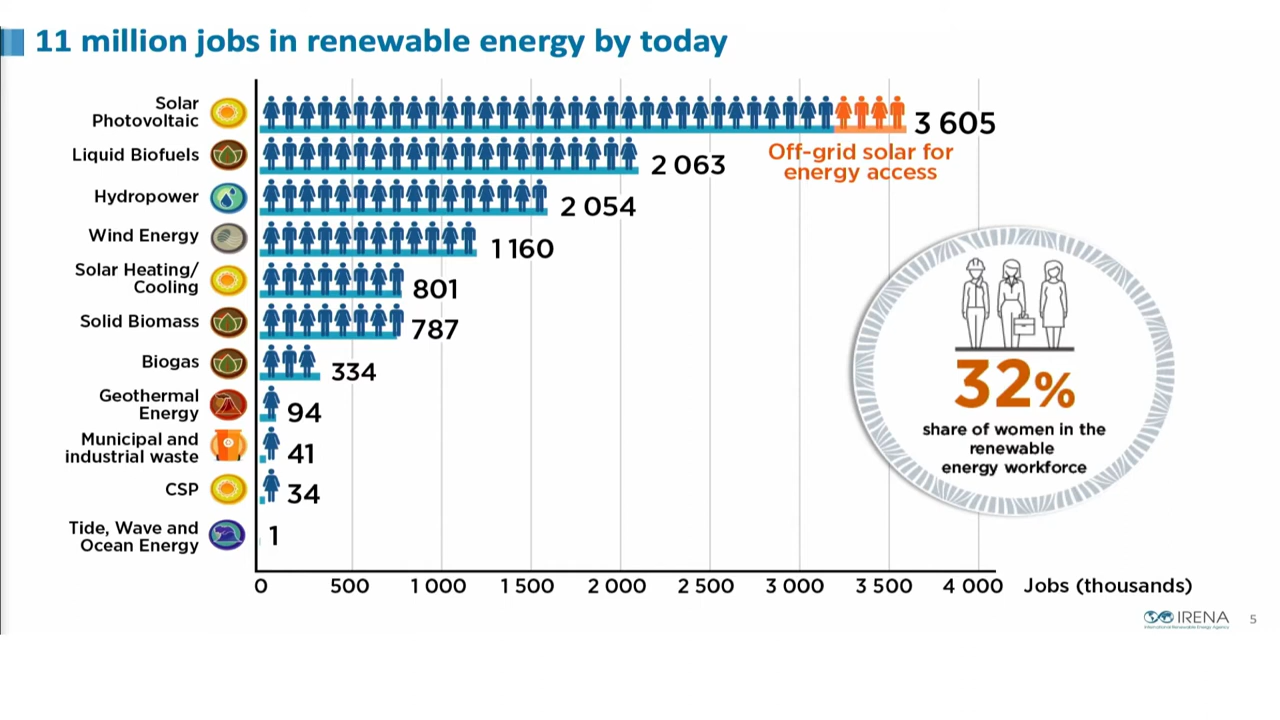 11 million jobs in renewable energy by today
Solar
Photovoltaic
3 605
Off-grid solar for
energy access
Liquid Biofuels
2 063
Hydropower
2 054
Wind Energy
1 160
Solar Heating/
Cooling
801
Solid Biomass
787
Biogas
334
Geothermal
Energy
94
Municipal and
industrial waste
41
CSP
34
Tide, Wave and
Ocean Energy
1
0 500 1 000 1 500 2 000 2 500 3 000 3 500 4 000 Jobs (thousands)
32%
share of women in the
renewable
energy workforce
IRENA
International Renewable Energy Agency
5